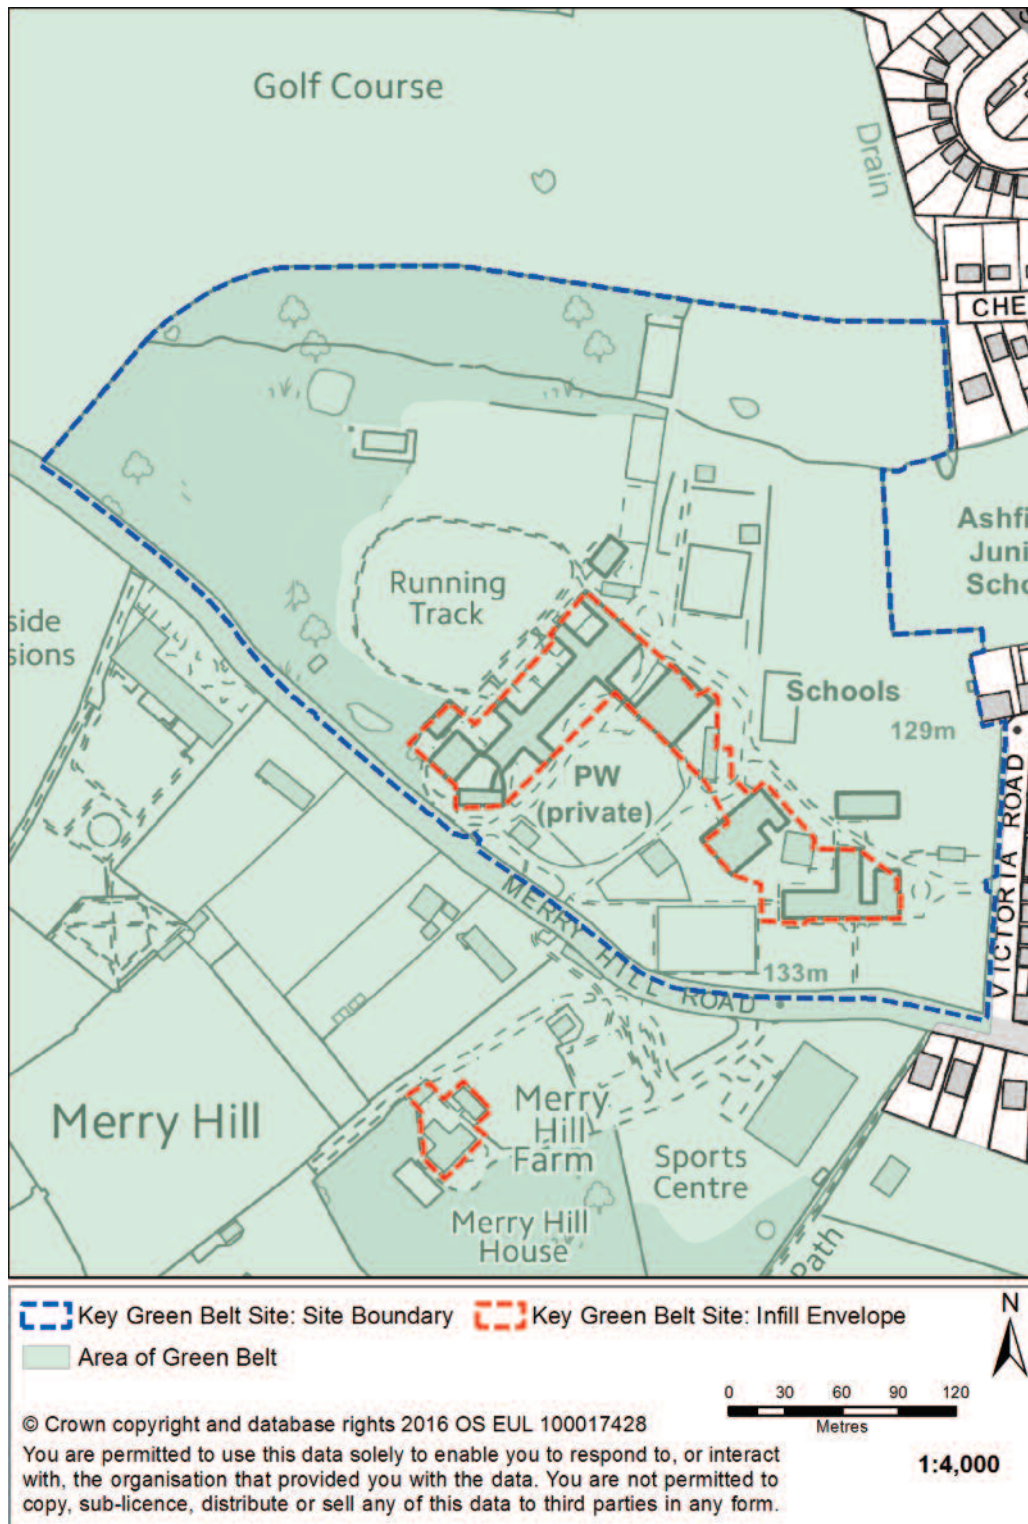 Golf Course
Drain
CHE
Ashfi
Juni
Scho
Running
Track
side
sions
Schools
129m
PW
(private)
VICTORIA ROAD
MERRY HILL ROAD
133m
Merry Hill
Merry
Hill
Farm
Sports
Centre
Merry Hill
House
Path
Key Green Belt Site: Site Boundary
Key Green Belt Site: Infill Envelope
N
Area of Green Belt
0 30 60 90 120
Metres
© Crown copyright and database rights 2016 OS EUL 100017428
You are permitted to use this data solely to enable you to respond to, or interact
with, the organisation that provided you with the data. You are not permitted to
copy, sub-licence, distribute or sell any of this data to third parties in any form.
1:4,000